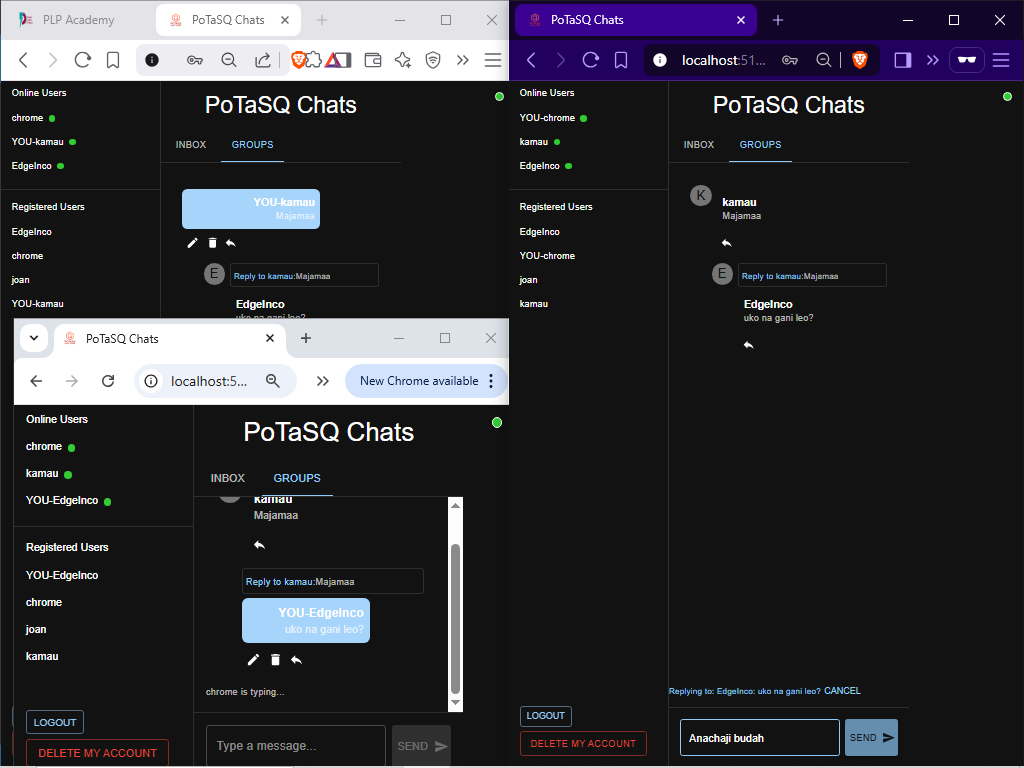 PLP Academy
PoTaSQ Chats
Online Users
chrome
YOU-kamau
EdgeInco
Registered Users
EdgeInco
chrome
joan
YOU-kamau
PoTaSQ Chats
INBOX
GROUPS
YOU-kamau
Majamaa
E
Reply to kamau:Majamaa
EdgeInco
uko na gani leo?
PoTaSQ Chats
localhost:5...
New Chrome available
Online Users
chrome
kamau
YOU-EdgeInco
Registered Users
YOU-EdgeInco
chrome
joan
kamau
LOGOUT
DELETE MY ACCOUNT
PoTaSQ Chats
INBOX
GROUPS
kamau
Majamaa
Reply to kamau:Majamaa
YOU-EdgeInco
uko na gani leo?
chrome is typing...
Type a message...
SEND
PoTaSQ Chats
localhost:51...
Online Users
YOU-chrome
kamau
EdgeInco
Registered Users
EdgeInco
YOU-chrome
joan
kamau
LOGOUT
DELETE MY ACCOUNT
PoTaSQ Chats
INBOX
GROUPS
K
kamau
Majamaa
E
Reply to kamau:Majamaa
EdgeInco
uko na gani leo?
Replying to: EdgeInco: uko na gani leo? CANCEL
Anachaji budah
SEND